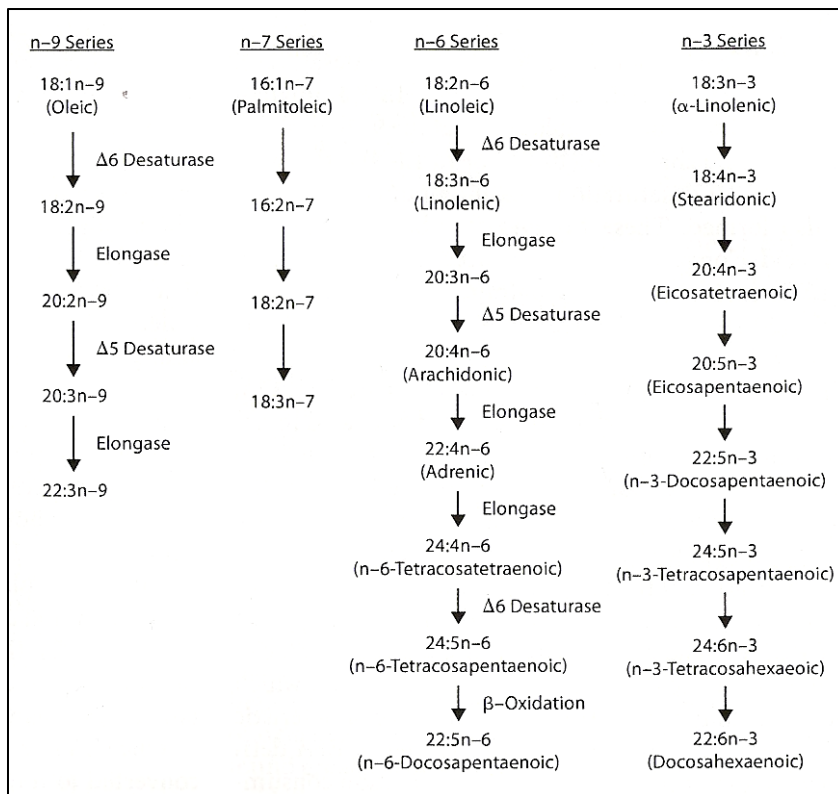 n–9 Series
18:1n–9
(Oleic)
Δ6 Desaturase
18:2n–9
Elongase
20:2n–9
Δ5 Desaturase
20:3n–9
Elongase
22:3n–9
n–7 Series
16:1n–7
(Palmitoleic)
16:2n–7
18:2n–7
18:3n–7
n–6 Series
18:2n–6
(Linoleic)
Δ6 Desaturase
18:3n–6
(Linolenic)
Elongase
20:3n–6
Δ5 Desaturase
20:4n–6
(Arachidonic)
Elongase
22:4n–6
(Adrenic)
Elongase
24:4n–6
(n–6-Tetracosatetraenoic)
Δ6 Desaturase
24:5n–6
(n–6-Tetracosapentaenoic)
β–Oxidation
22:5n–6
(n–6-Docosapentaenoic)
n–3 Series
18:3n–3
(α-Linolenic)
18:4n–3
(Stearidonic)
20:4n–3
(Eicosatetraenoic)
20:5n–3
(Eicosapentaenoic)
22:5n–3
(n–3-Docosapentaenoic)
24:5n–3
(n–3-Tetracosapentaenoic)
24:6n–3
(n–3-Tetracosahexaeoic)
22:6n–3
(Docosahexaenoic)